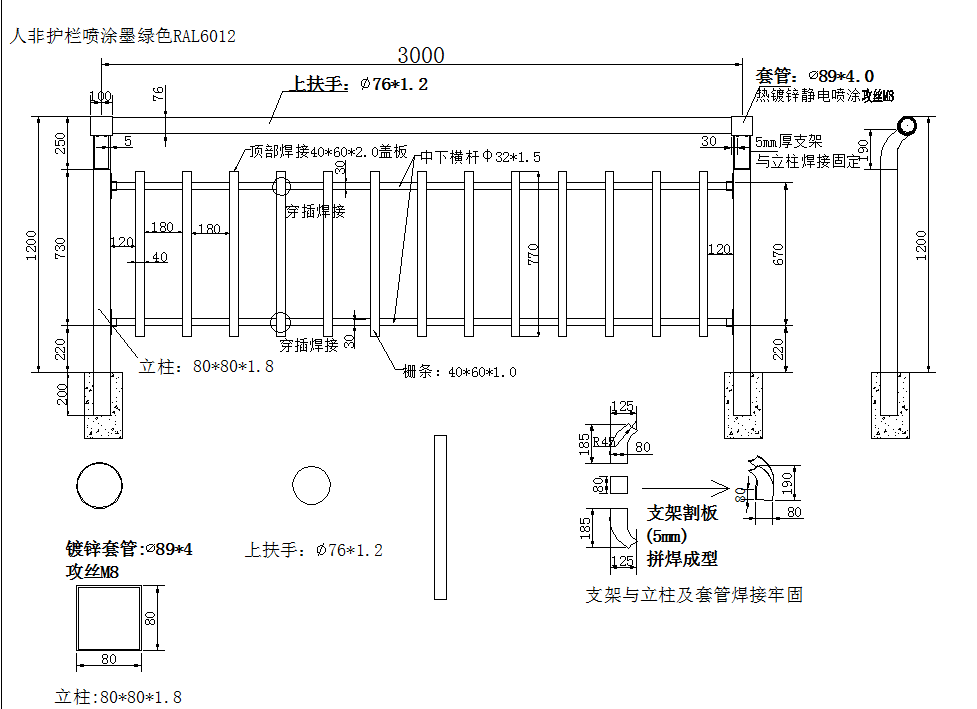 人非护栏喷涂墨绿色RAL6012
3000
上扶手：Ø76*1.2
套管：Ø89*4.0
热镀锌静电喷涂攻丝M8
100
76
250
5
30
5mm厚支架
与立柱焊接固定
190
顶部焊接40*60*2.0盖板
30
中下横杆Φ32*1.5
穿插焊接
1200
730
120
180
180
40
770
120
670
1200
220
30
穿插焊接
220
立柱：80*80*1.8
栅条：40*60*1.0
200
125
185
R45
80
80
185
125
支架割板
(5mm)
拼焊成型
80
190
80
支架与立柱及套管焊接牢固
镀锌套管:Ø89*4
攻丝M8
上扶手：Ø76*1.2
80
80
立柱:80*80*1.8